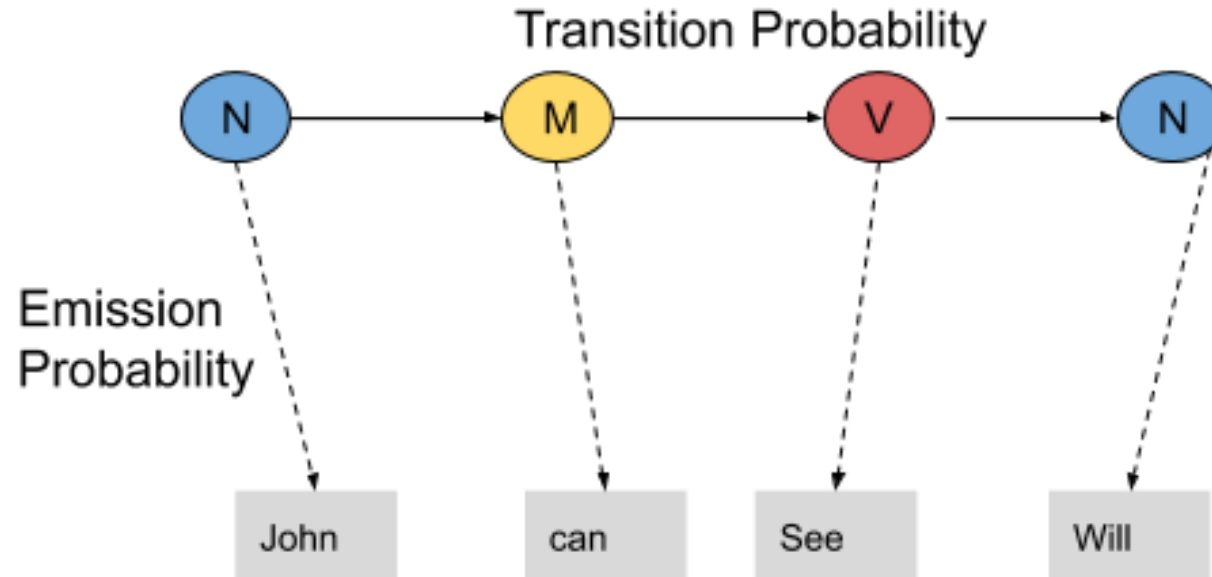 Transition Probability
N M V N
Emission
Probability
John can See Will